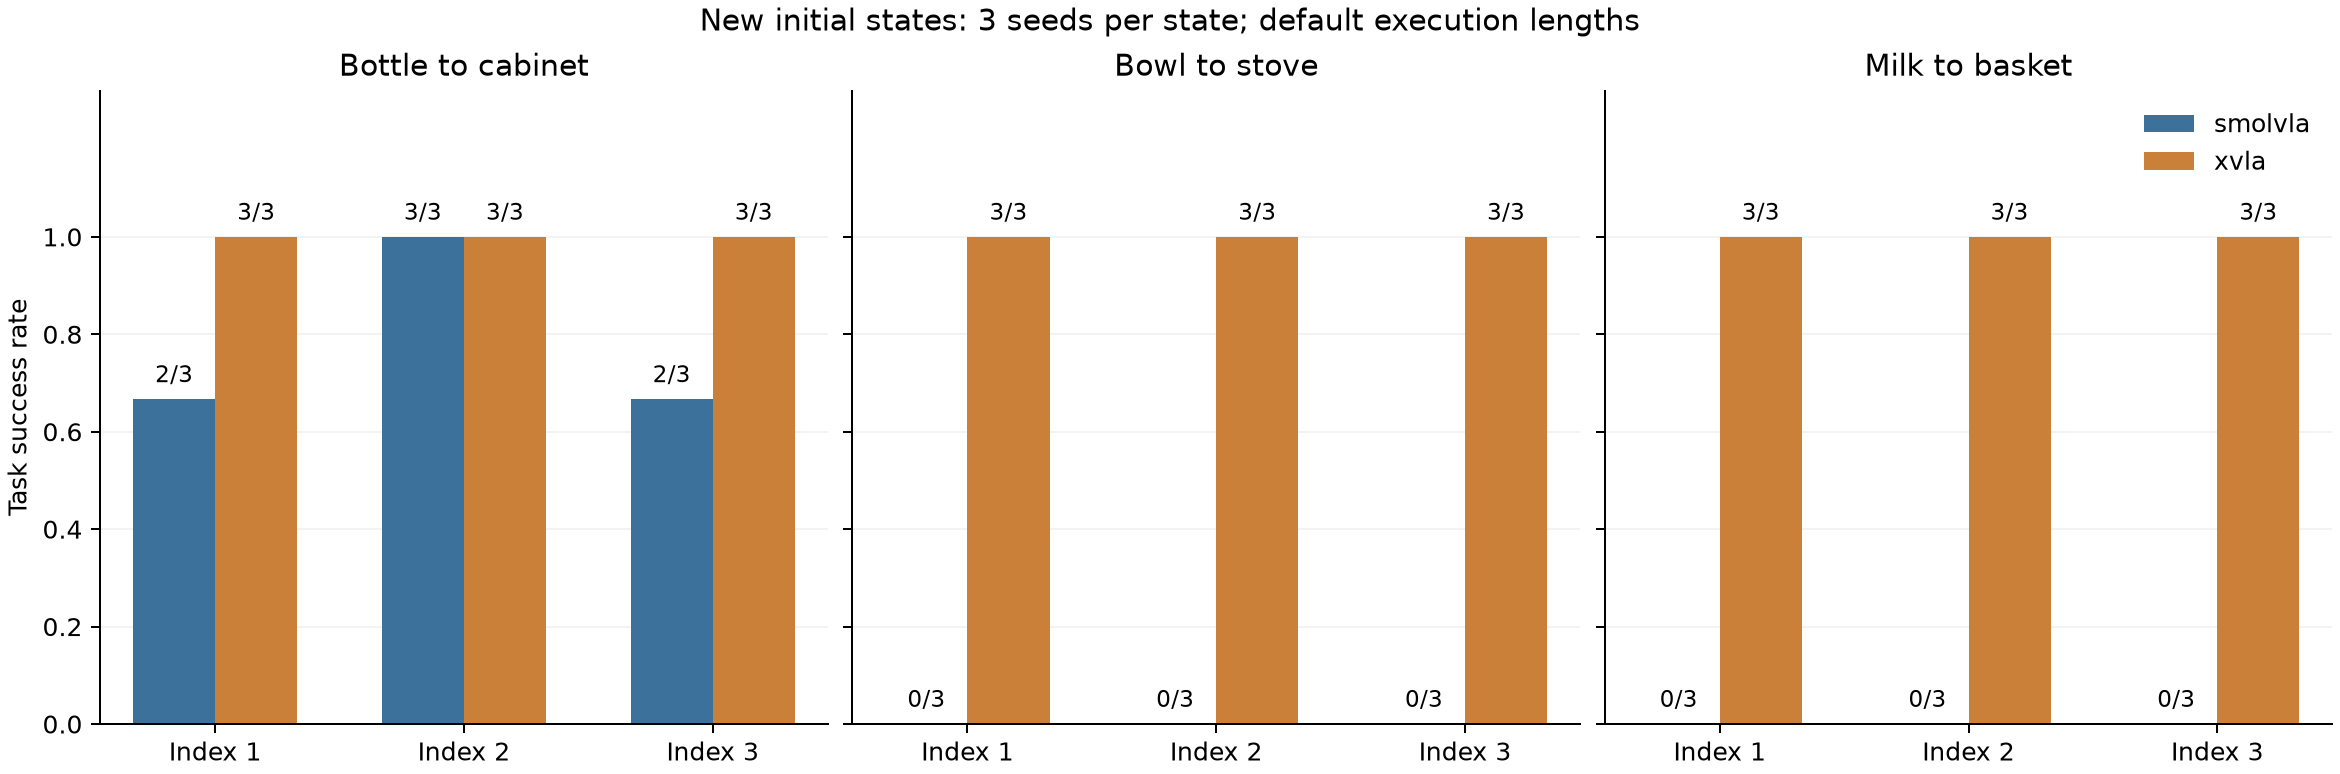 New initial states: 3 seeds per state; default execution lengths
Bottle to cabinet
Task success rate
1.0
0.8
0.6
0.4
0.2
0.0
2/3
3/3
3/3
3/3
2/3
3/3
Index 1
Index 2
Index 3
Bowl to stove
0/3
3/3
0/3
3/3
0/3
3/3
Index 1
Index 2
Index 3
Milk to basket
smolvla
xvla
0/3
3/3
0/3
3/3
0/3
3/3
Index 1
Index 2
Index 3